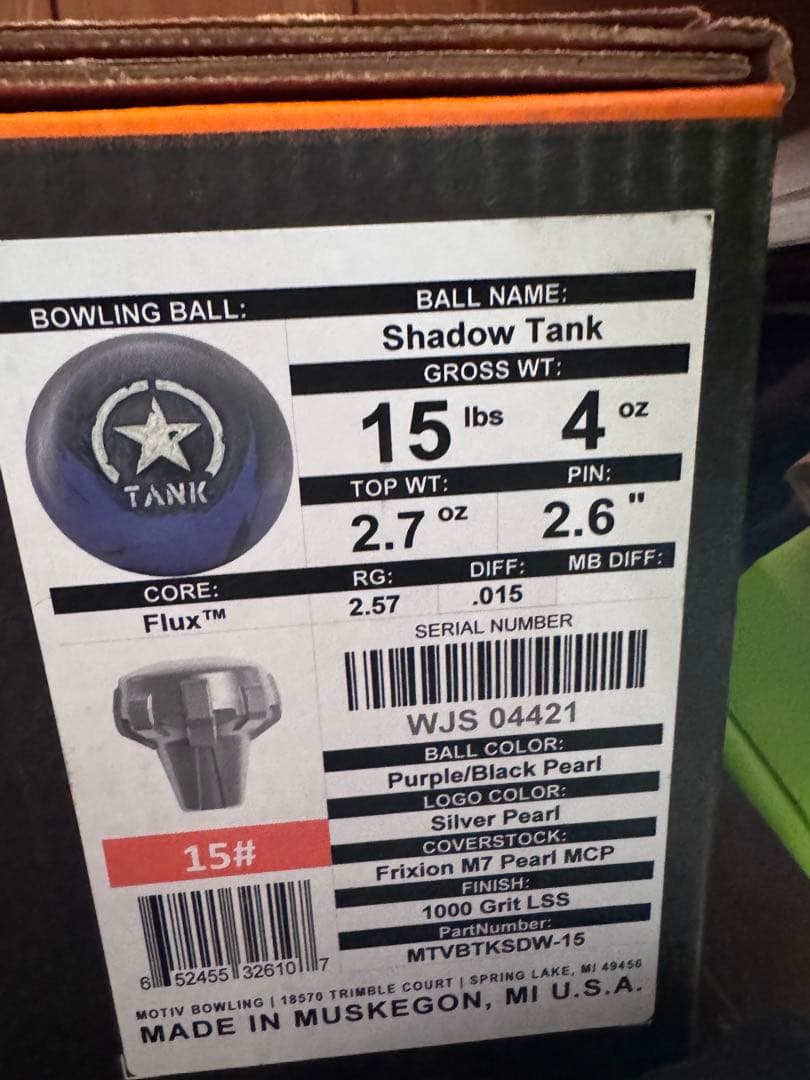 BOWLING BALL:
TANK
BALL NAME:
Shadow Tank
GROSS WT:
15 lbs 4 oz
TOP WT: PIN:
2.7 oz 2.6 "
CORE: RG: DIFF: MB DIFF:
Flux™ 2.57 .015
SERIAL NUMBER
WJS 04421
BALL COLOR:
Purple/Black Pearl
LOGO COLOR:
Silver Pearl
COVERSTOCK:
Frixion M7 Pearl MCP
FINISH:
1000 Grit LSS
PartNumber:
MTVBTKSDW-15
15#
6 52455 32610 7
MOTIV BOWLING | 18570 TRIMBLE COURT | SPRING LAKE, MI 49456
MADE IN MUSKEGON, MI U.S.A.